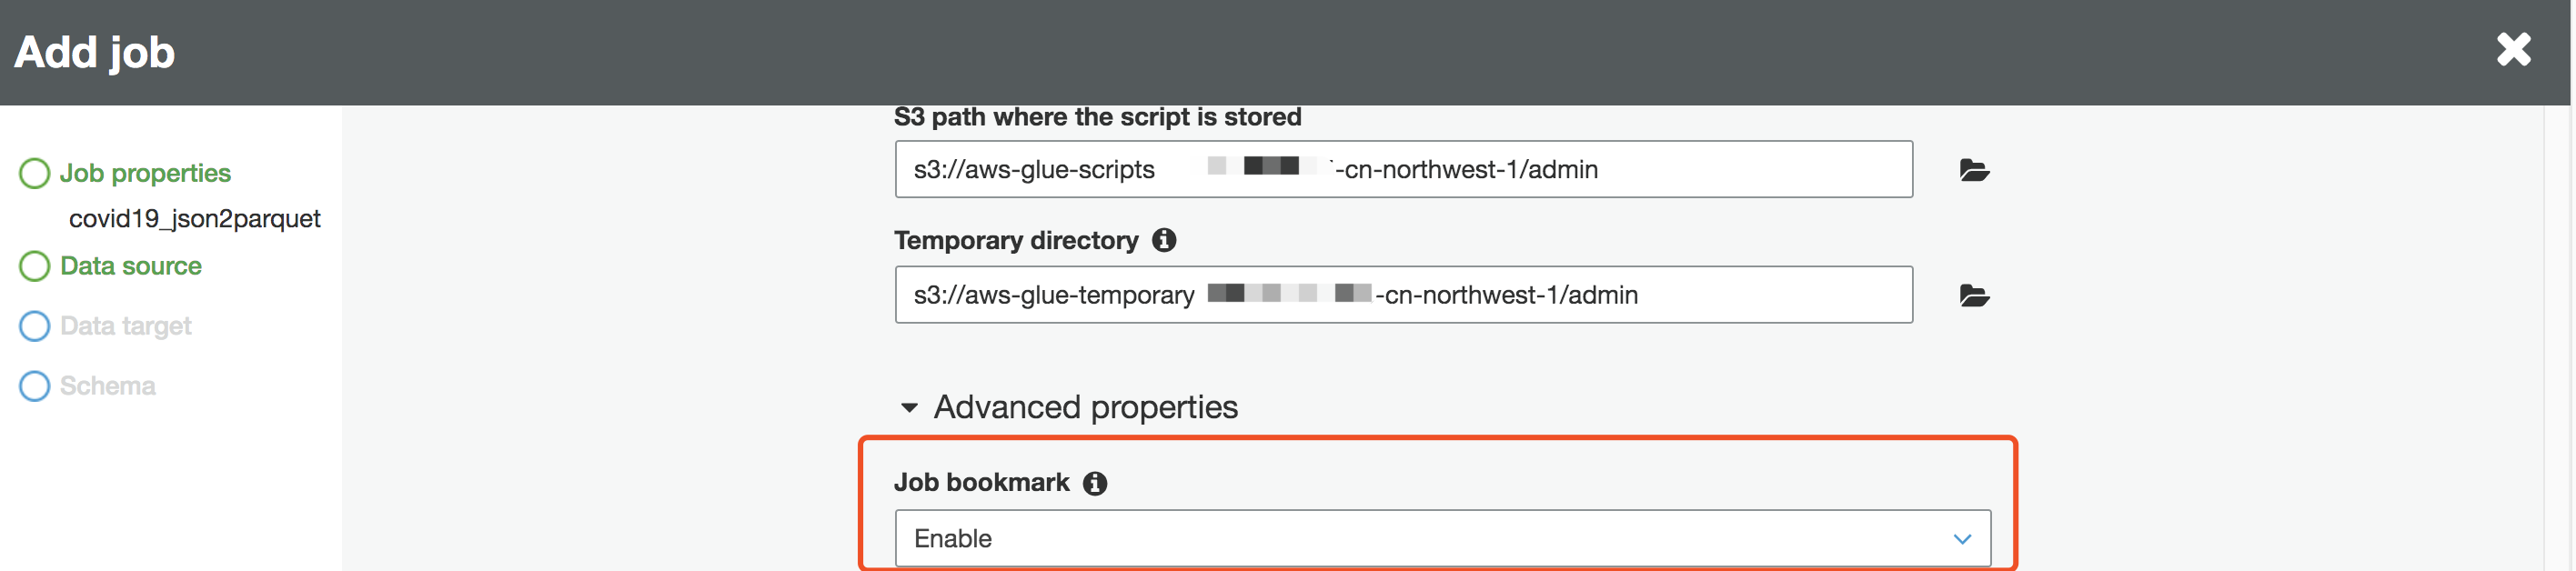 Add job
Job properties
covid19_json2parquet
Data source
Data target
Schema
S3 path where the script is stored
s3://aws-glue-scripts -cn-northwest-1/admin
Temporary directory
s3://aws-glue-temporary -cn-northwest-1/admin
Advanced properties
Job bookmark
Enable